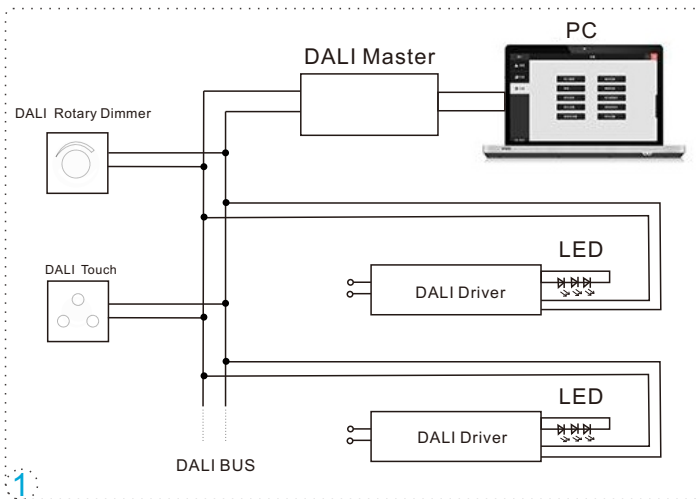 PC
DALI Master
DALI Rotary Dimmer
DALI Touch
LED
DALI Driver
LED
DALI Driver
DALI BUS
1